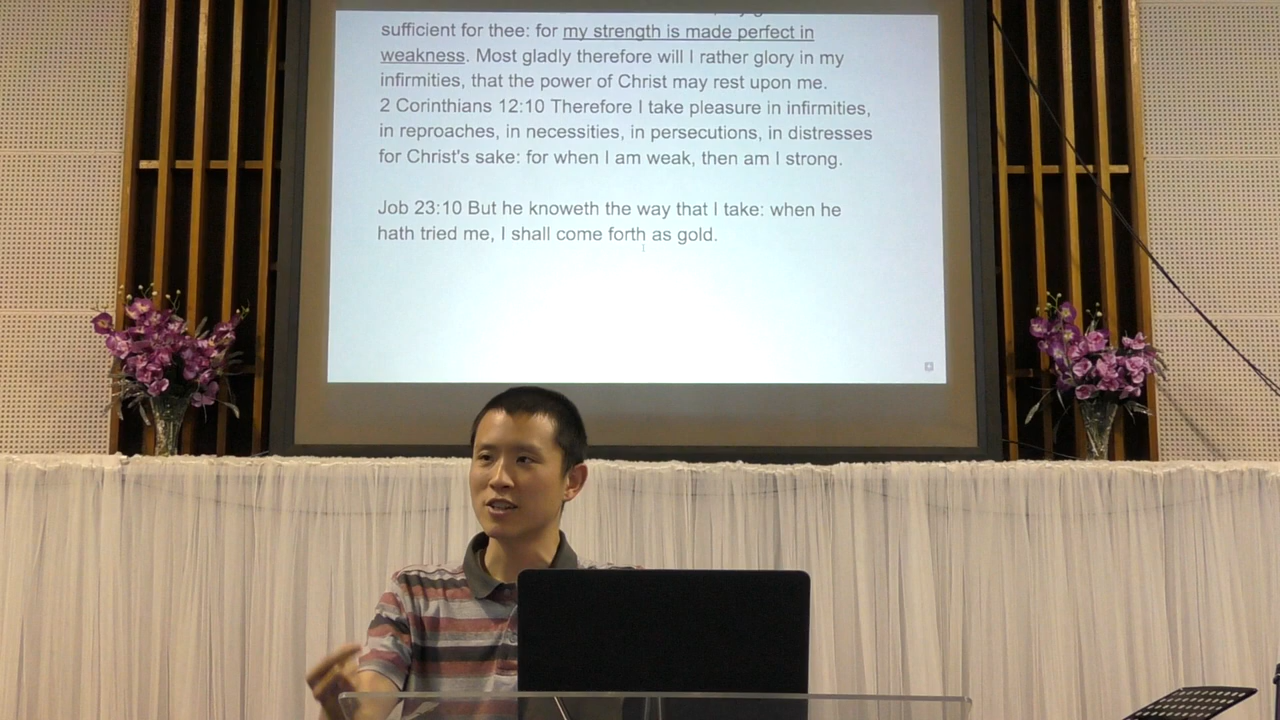 sufficient for thee: for my strength is made perfect in
weakness. Most gladly therefore will I rather glory in my
infirmities, that the power of Christ may rest upon me.
2 Corinthians 12:10 Therefore I take pleasure in infirmities,
in reproaches, in necessities, in persecutions, in distresses
for Christ's sake: for when I am weak, then am I strong.
Job 23:10 But he knoweth the way that I take: when he
hath tried me, I shall come forth as gold.